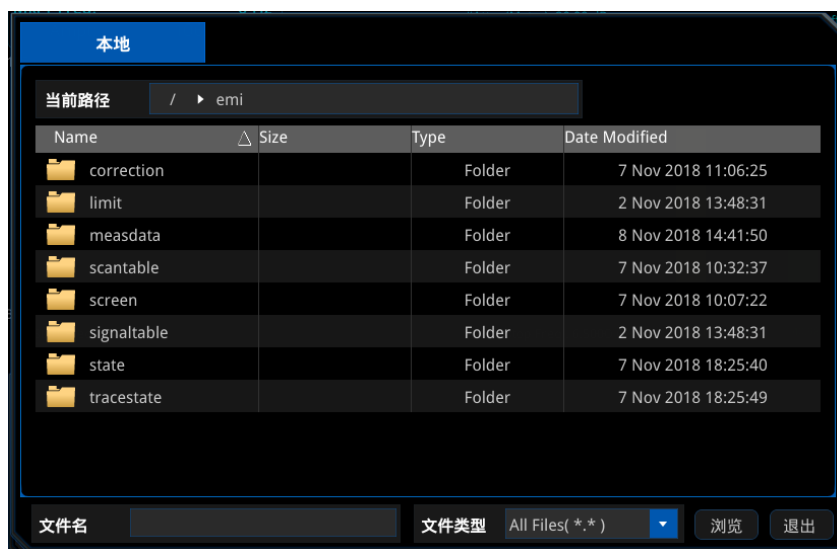 本地
当前路径 / ▶ emi
Name △ Size Type Date Modified
correction Folder 7 Nov 2018 11:06:25
limit Folder 2 Nov 2018 13:48:31
measdata Folder 8 Nov 2018 14:41:50
scantable Folder 7 Nov 2018 10:32:37
screen Folder 7 Nov 2018 10:07:22
signaltable Folder 2 Nov 2018 13:48:31
state Folder 7 Nov 2018 18:25:40
tracestate Folder 7 Nov 2018 18:25:49
文件名 文件类型 All Files( *.* ) 浏览 退出